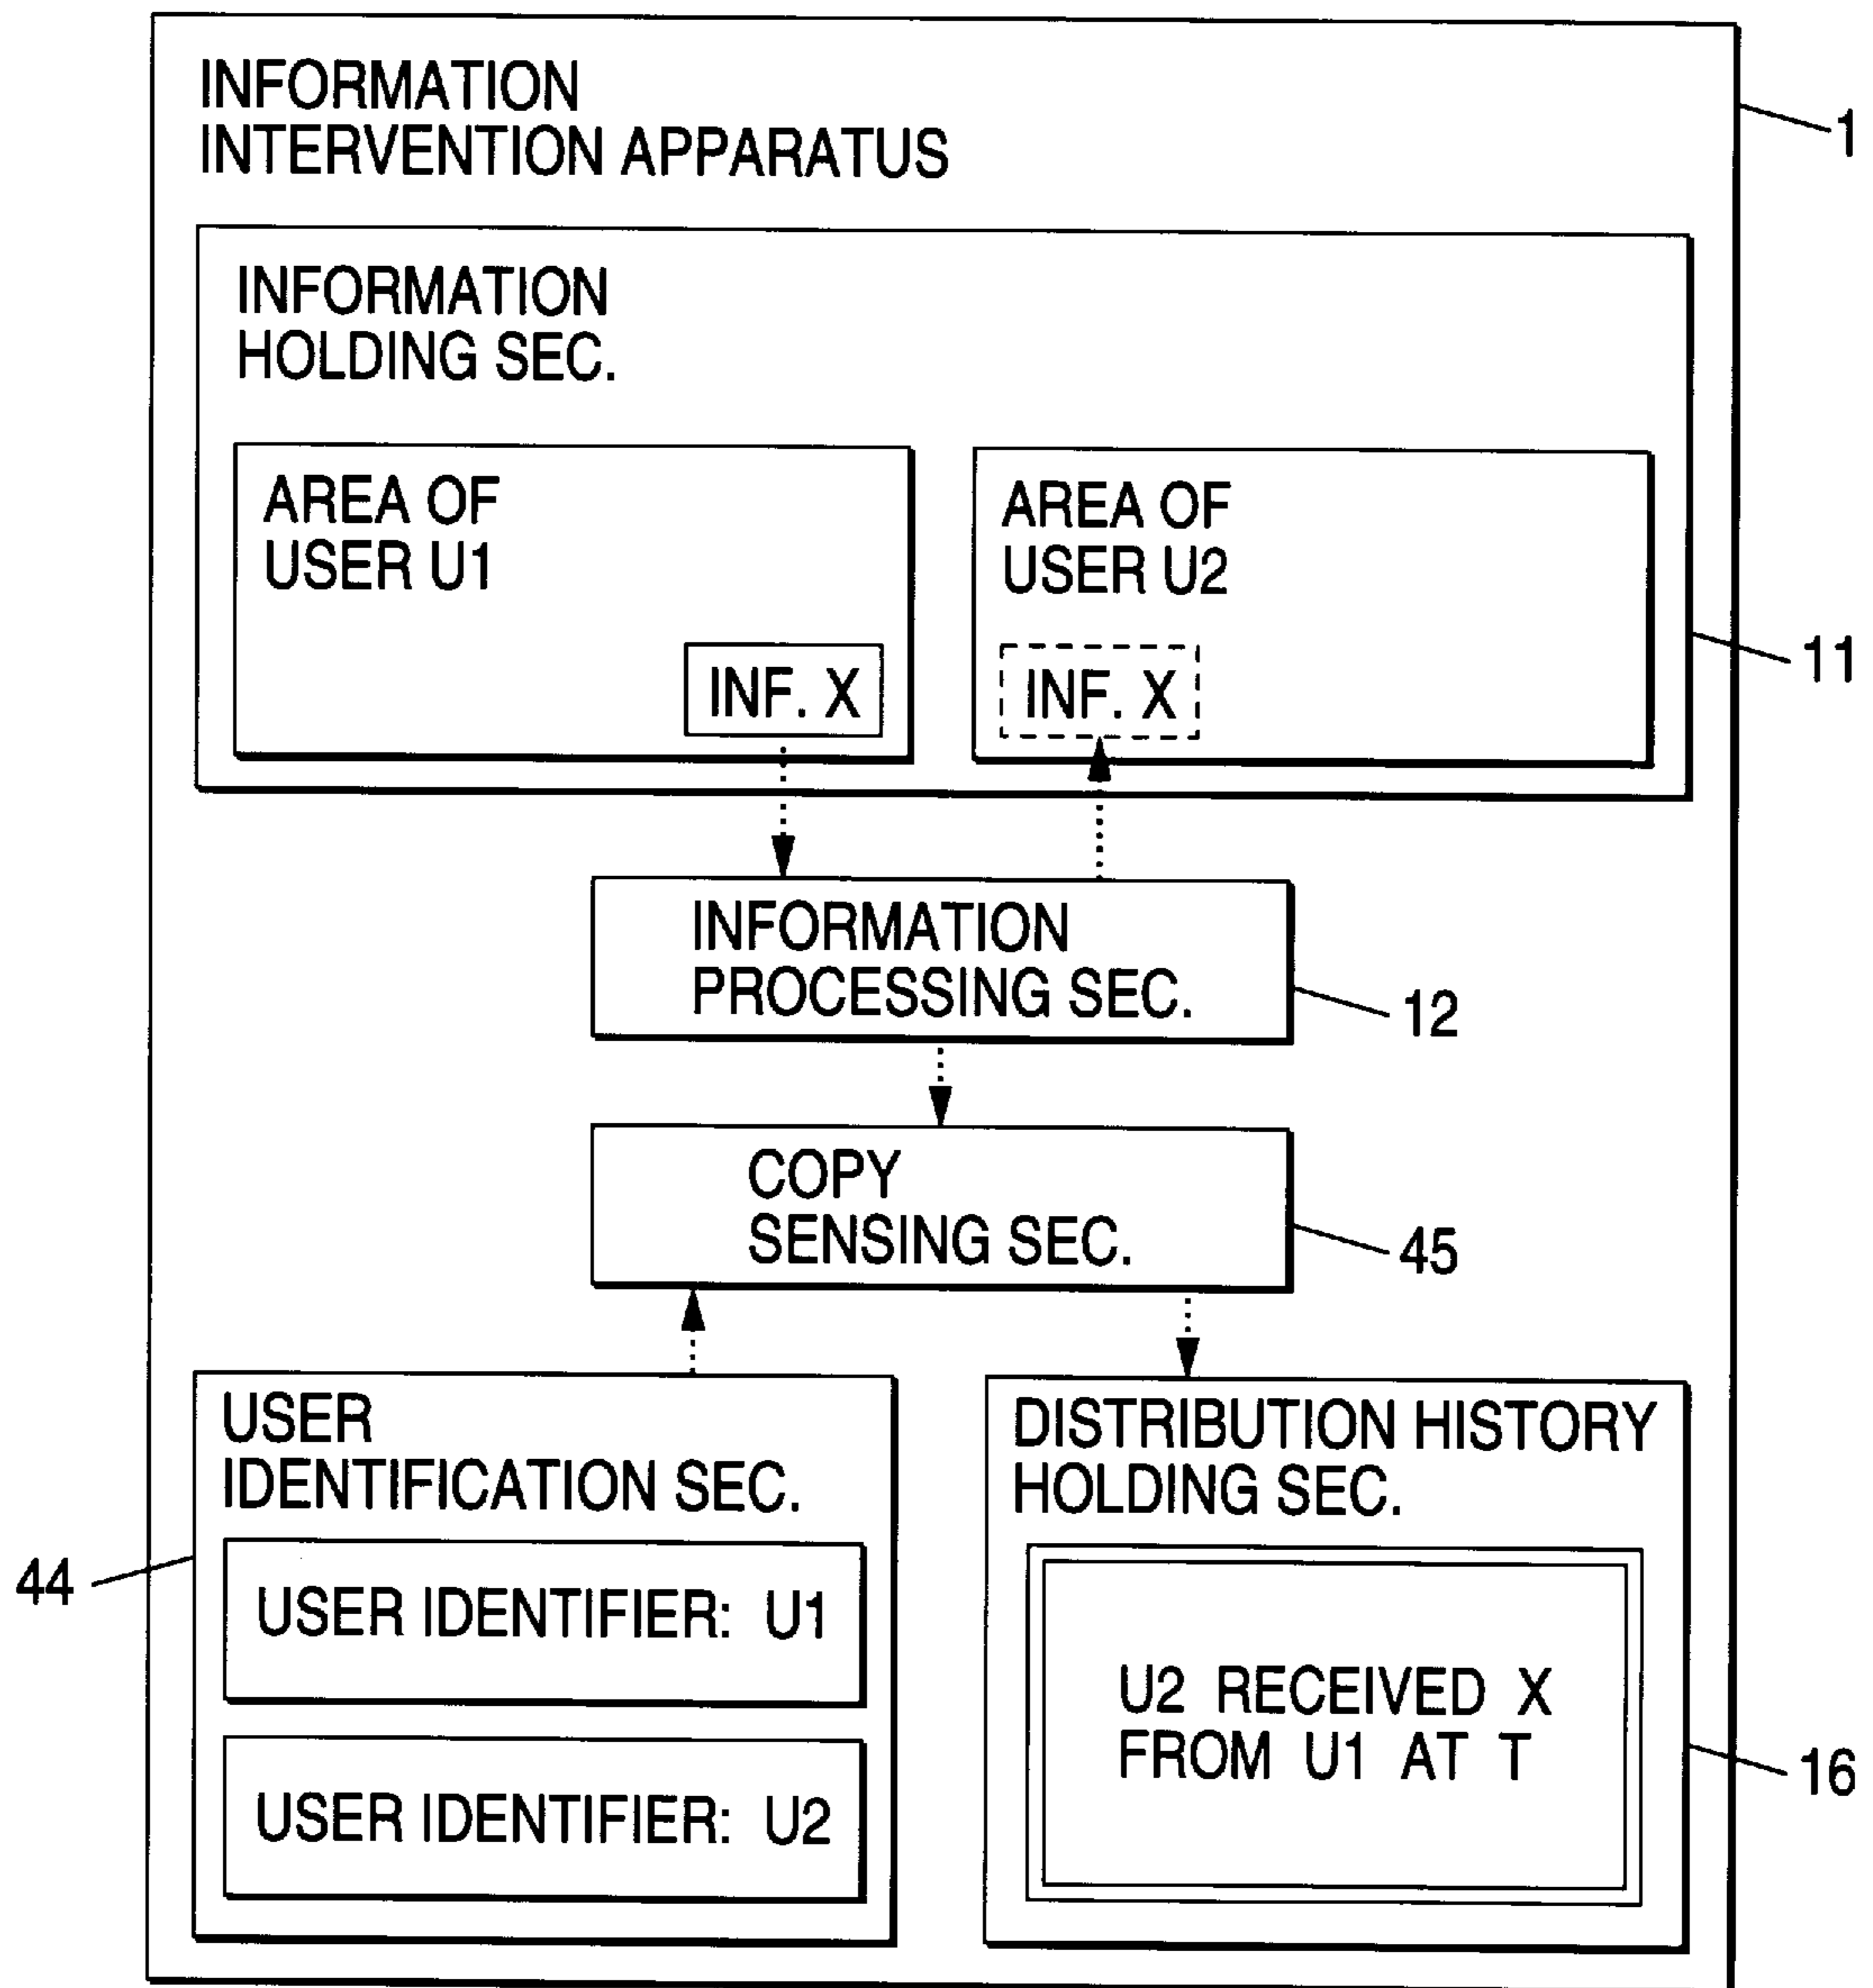 INFORMATION
INTERVENTION APPARATUS
1
INFORMATION
HOLDING SEC.
AREA OF
USER U1
AREA OF
USER U2
11
INF. X
INF. X
INFORMATION
PROCESSING SEC.
12
COPY
SENSING SEC.
45
USER
IDENTIFICATION SEC.
44
USER IDENTIFIER: U1
USER IDENTIFIER: U2
DISTRIBUTION HISTORY
HOLDING SEC.
U2 RECEIVED X
FROM U1 AT T
16